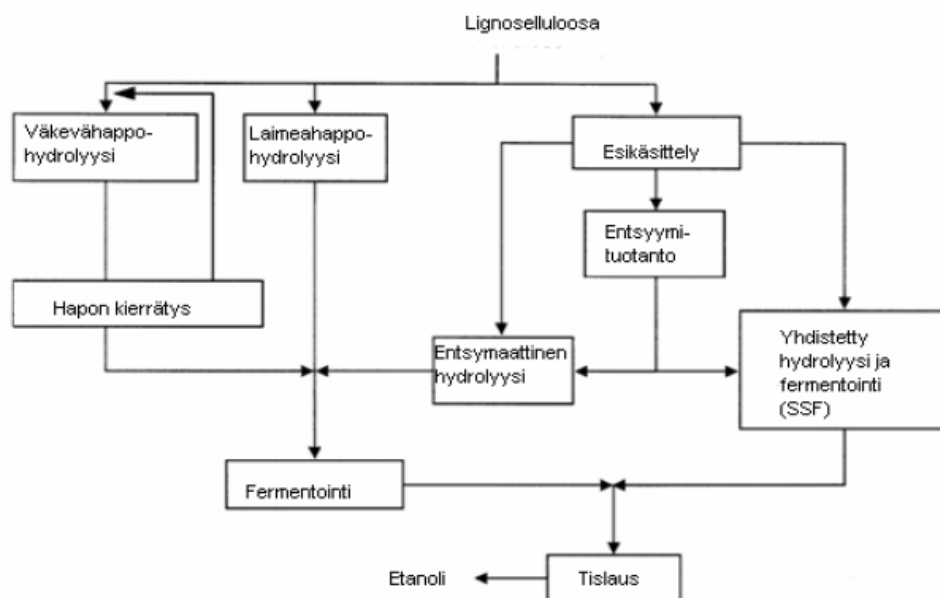 Lignoselluloosa
Väkevähappo-
hydrolyysi
Laimeahappo-
hydrolyysi
Esikäsittely
Entsyymi-
tuotanto
Hapon kierrätys
Entsymaattinen
hydrolyysi
Yhdistetty
hydrolyysi ja
fermentointi
(SSF)
Fermentointi
Etanoli
Tislaus